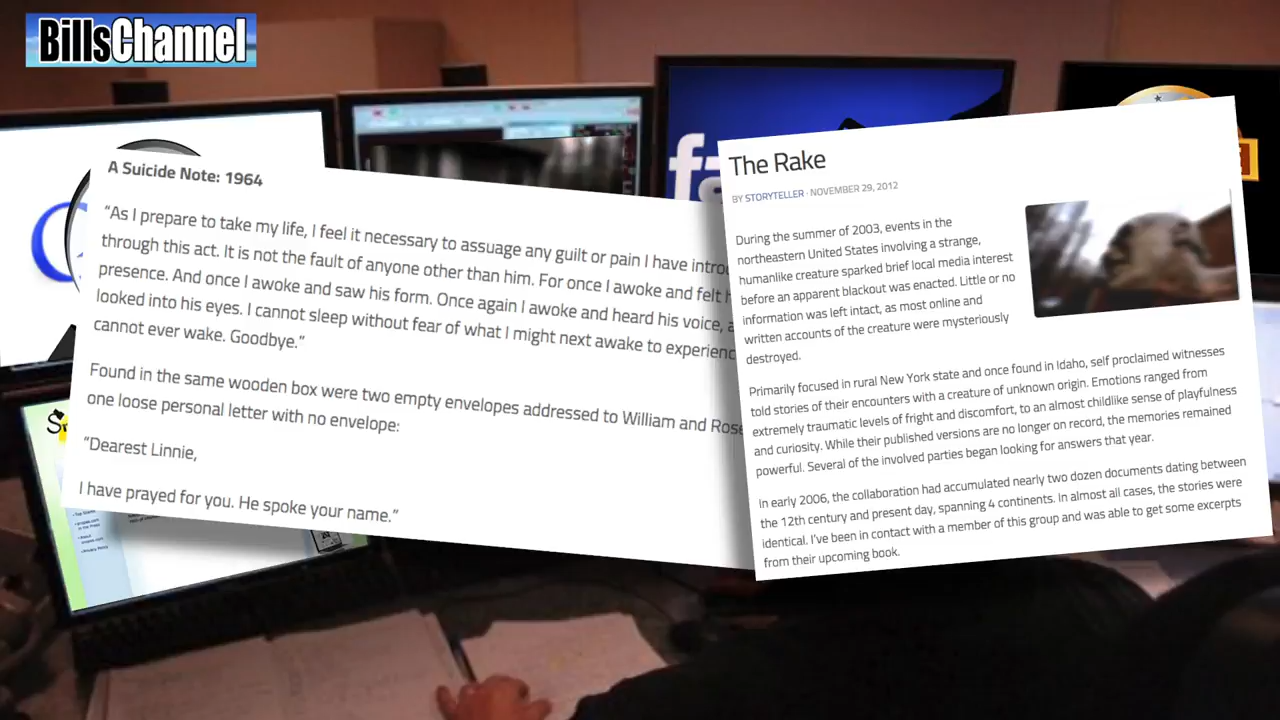 BillsChannel
A Suicide Note: 1964
“As I prepare to take my life, I feel it necessary to assuage any guilt or pain I have
through this act. It is not the fault of anyone other than him. For once I awoke and felt
presence. And once I awoke and saw his form. Once again I awoke and heard his voice,
looked into his eyes. I cannot sleep without fear of what I might next awake to
cannot ever wake. Goodbye.”
Found in the same wooden box were two empty envelopes addressed to William and
one loose personal letter with no envelope:
“Dearest Linnie,
I have prayed for you. He spoke your name.”
The Rake
BY STORYTELLER · NOVEMBER 29, 2012
During the summer of 2003, events in the
northeastern United States involving a strange,
humanlike creature sparked brief local media interest
before an apparent blackout was enacted. Little or no
information was left intact, as most online and
written accounts of the creature were mysteriously
destroyed.
Primarily focused in rural New York state and once found in Idaho, self proclaimed witnesses
told stories of their encounters with a creature of unknown origin. Emotions ranged from
extremely traumatic levels of fright and discomfort, to an almost childlike sense of playfulness
and curiosity. While their published versions are no longer on record, the memories remained
powerful. Several of the involved parties began looking for answers that year.
In early 2006, the collaboration had accumulated nearly two dozen documents dating between
the 12th century and present day, spanning 4 continents. In almost all cases, the stories were
identical. I’ve been in contact with a member of this group and was able to get some excerpts
from their upcoming book.